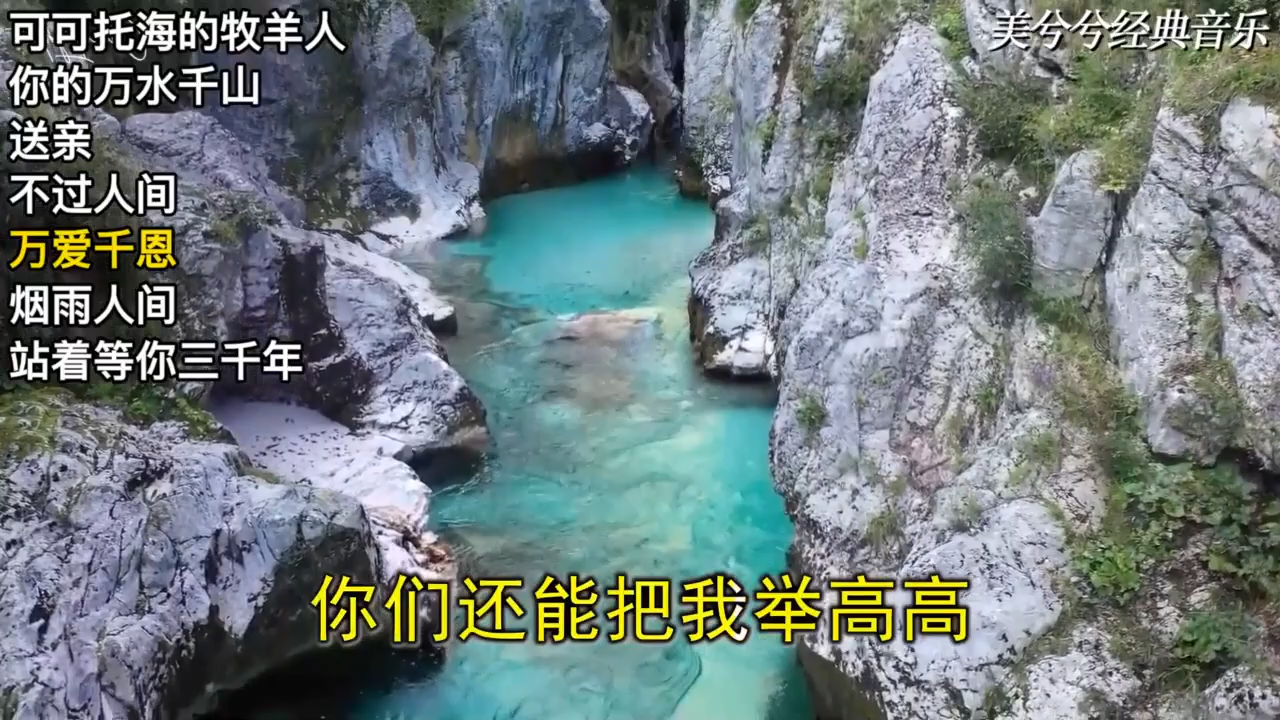 可可托海的牧羊人
美兮兮经典音乐
你的万水千山
送亲
不过人间
万爱千恩
烟雨人间
站着等你三千年
你们还能把我举高高